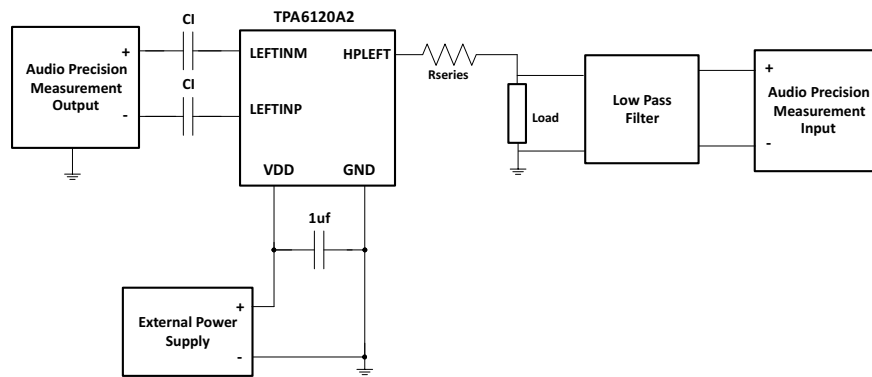 TPA6120A2
CI
LEFTINM
HPLEFT
Rseries
+
Audio Precision
Measurement
Output
-
CI
LEFTINP
VDD
GND
Load
Low Pass
Filter
+
Audio Precision
Measurement
Input
-
1uf
External Power
Supply
+
-